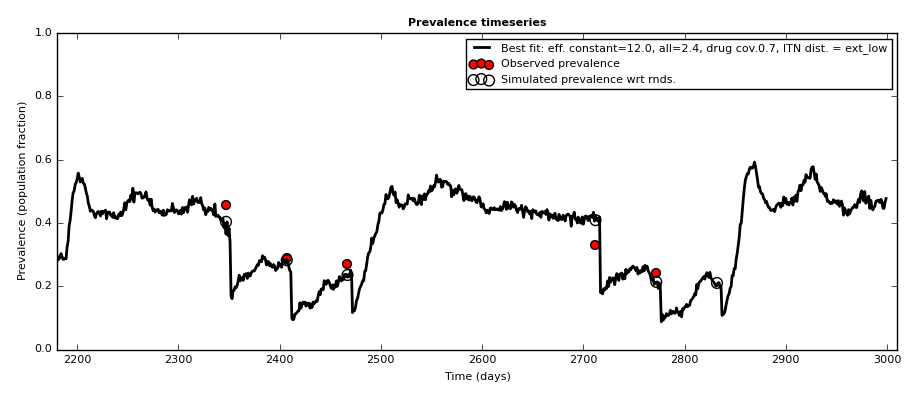 Prevalence timeseries
1.0
0.8
0.6
0.4
0.2
0.0
Prevalence (population fraction)
Best fit: eff. constant=12.0, all=2.4, drug cov.0.7, ITN dist. = ext_low
Observed prevalence
Simulated prevalence wrt rnds.
2200 2300 2400 2500 2600 2700 2800 2900 3000
Time (days)